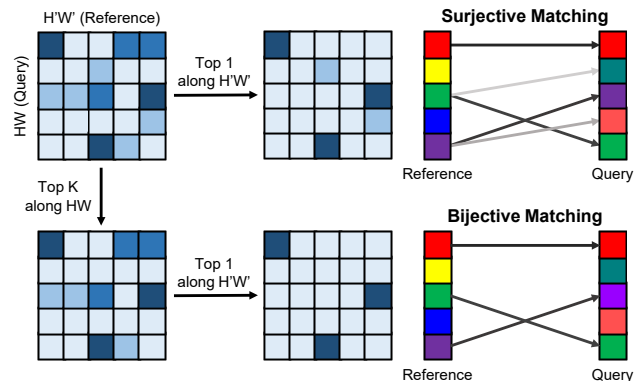 H'W' (Reference)
HW (Query)
Top 1
along H'W'
Surjective Matching
Reference
Query
Top K
along HW
Top 1
along H'W'
Bijective Matching
Reference
Query